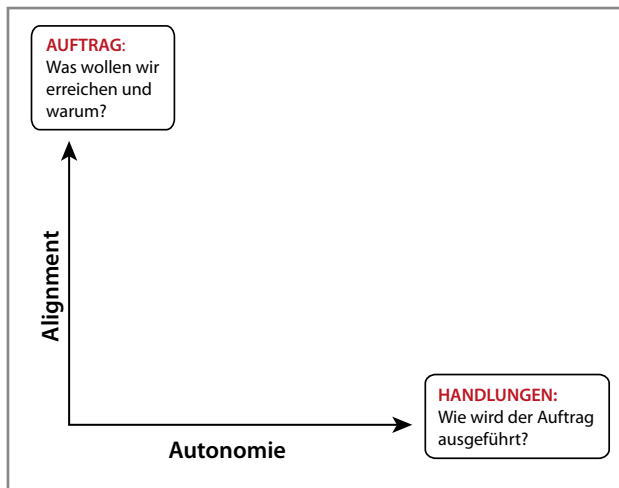 AUFTRAG:
Was wollen wir
erreichen und
warum?
Alignment
HANDLUNGEN:
Wie wird der Auftrag
ausgeführt?
Autonomie